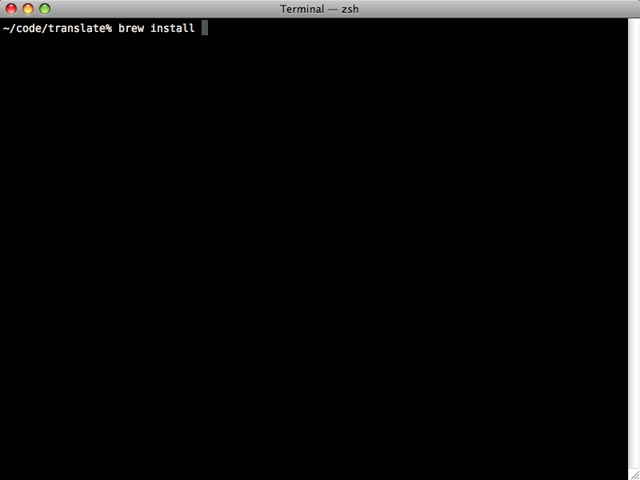 Terminal — zsh
~/code/translate% brew install